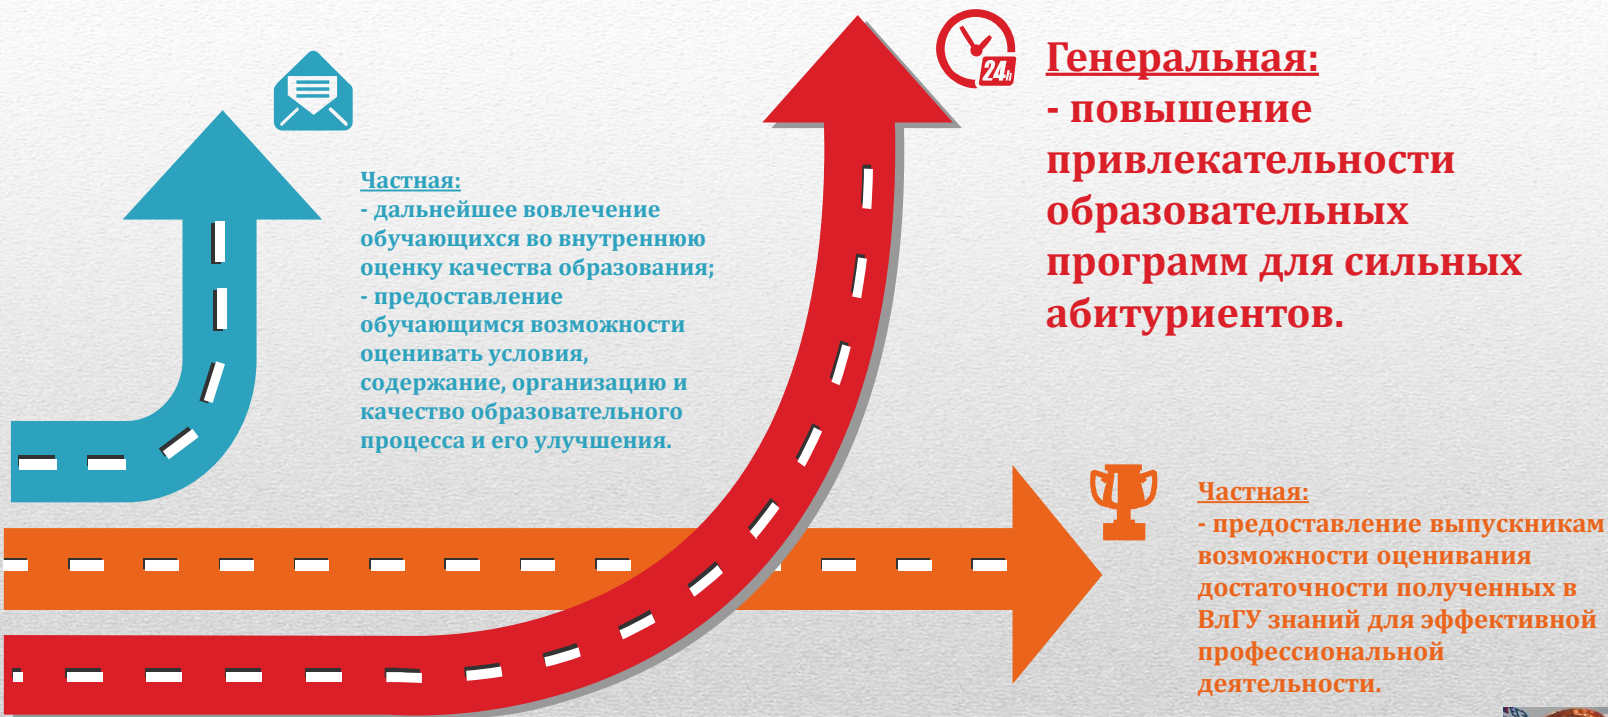 24h
Генеральная:
- повышение
привлекательности
образовательных
программ для сильных
абитуриентов.
Частная:
- дальнейшее вовлечение
обучающихся во внутреннюю
оценку качества образования;
- предоставление
обучающимся возможности
оценивать условия,
содержание, организацию и
качество образовательного
процесса и его улучшения.
Частная:
- предоставление выпускникам
возможности оценивания
достаточности полученных в
ВлГУ знаний для эффективной
профессиональной
деятельности.